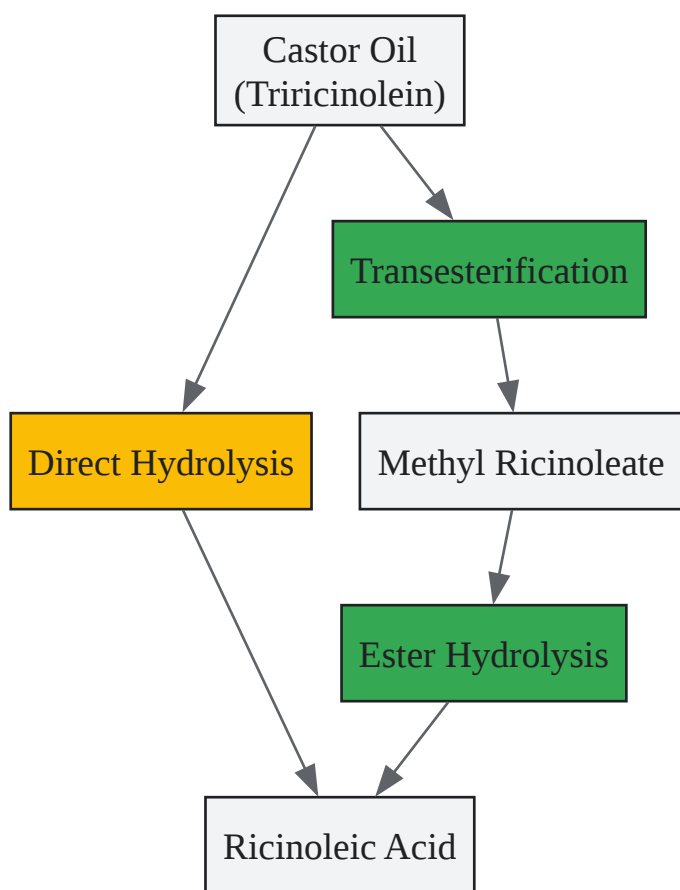 Castor Oil
(Triricinolein)
Transesterification
Direct Hydrolysis
Methyl Ricinoleate
Ester Hydrolysis
Ricinoleic Acid